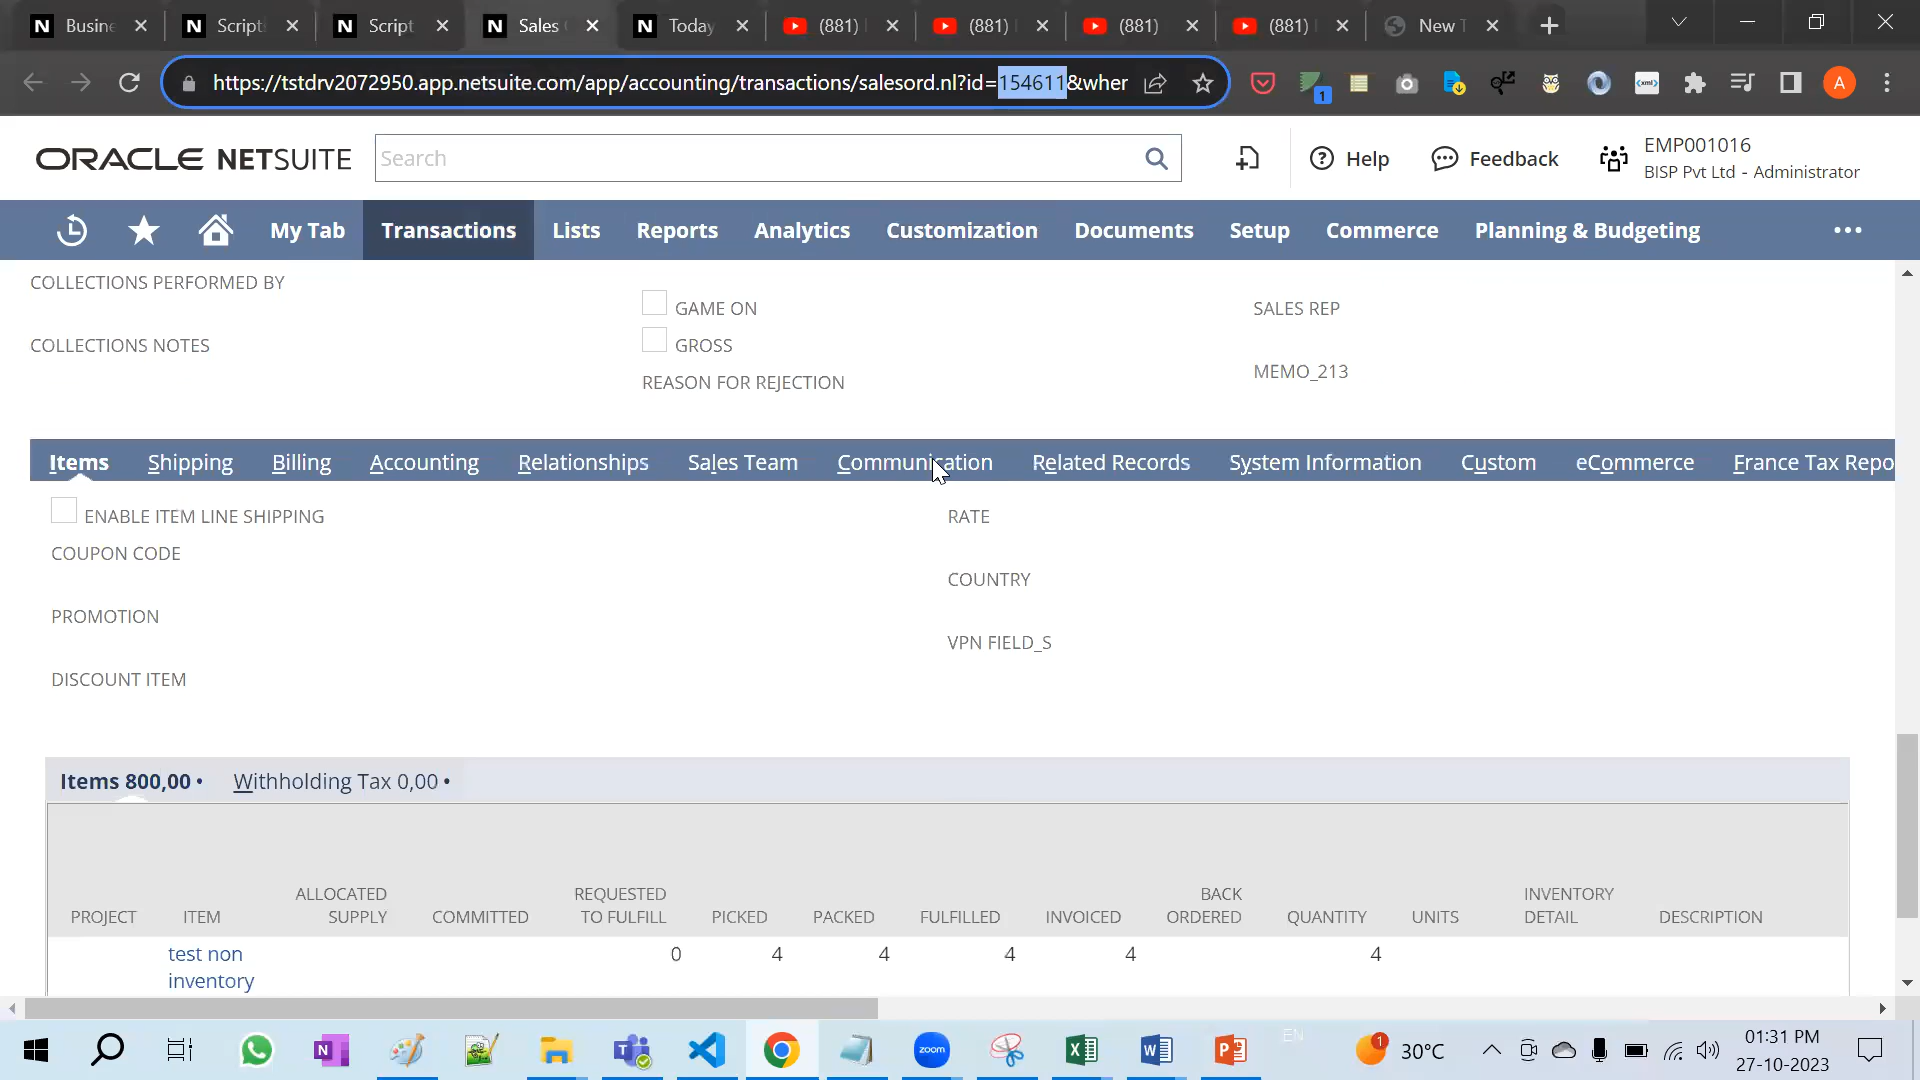 Busine
Script
Script
Sales
Today
(881)
(881)
(881)
(881)
New T
https://tstdrv2072950.app.netsuite.com/app/accounting/transactions/salesord.nl?id=154611&wher
1
<xml>
A
ORACLE NETSUITE
Search
Help
Feedback
EMP001016
BISP Pvt Ltd - Administrator
My Tab
Transactions
Lists
Reports
Analytics
Customization
Documents
Setup
Commerce
Planning & Budgeting
COLLECTIONS PERFORMED BY
COLLECTIONS NOTES
GAME ON
GROSS
REASON FOR REJECTION
SALES REP
MEMO_213
Items
Shipping
Billing
Accounting
Relationships
Sales Team
Communication
Related Records
System Information
Custom
eCommerce
France Tax Repo
ENABLE ITEM LINE SHIPPING
COUPON CODE
PROMOTION
DISCOUNT ITEM
RATE
COUNTRY
VPN FIELD_S
Items 800,00 •
Withholding Tax 0,00 •
PROJECT
ITEM
ALLOCATED
SUPPLY
COMMITTED
REQUESTED
TO FULFILL
PICKED
PACKED
FULFILLED
INVOICED
BACK
ORDERED
QUANTITY
UNITS
INVENTORY
DETAIL
DESCRIPTION
test non
inventory
0
4
4
4
4
4
zoom
EN
1
30°C
01:31 PM
27-10-2023